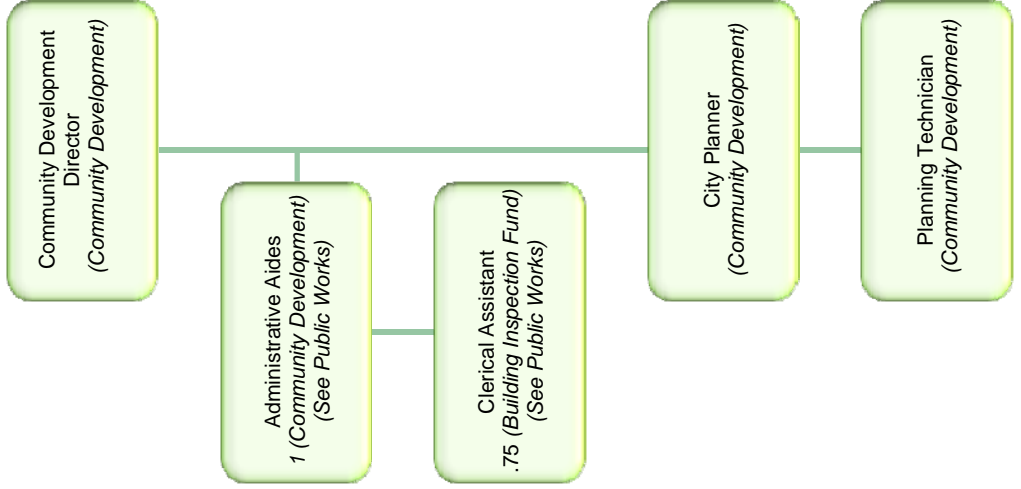 Community Development
Director
(Community Development)
Administrative Aides
1 (Community Development)
(See Public Works)
Clerical Assistant
.75 (Building Inspection Fund)
(See Public Works)
City Planner
(Community Development)
Planning Technician
(Community Development)